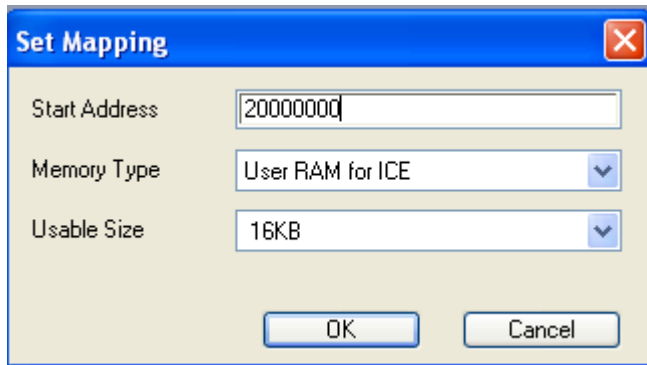 Set Mapping
Start Address 20000000
Memory Type User RAM for ICE
Usable Size 16KB
OK Cancel